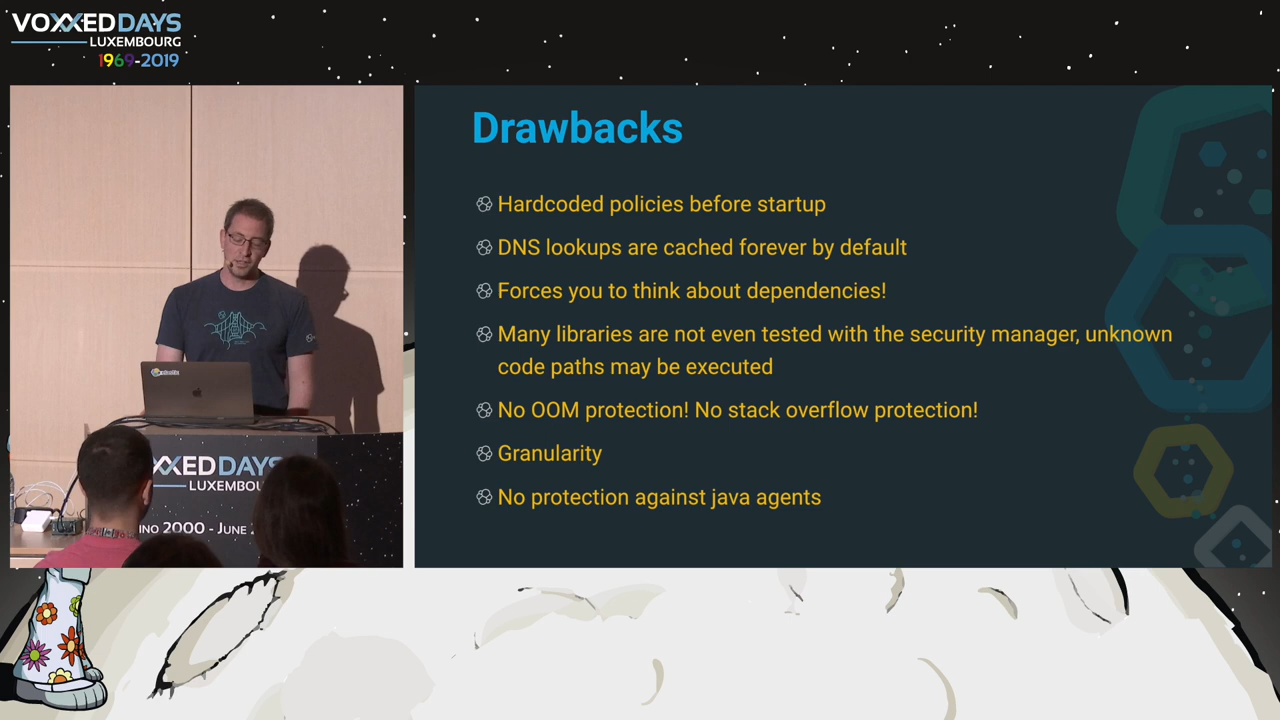 VOXXED DAYS
LUXEMBOURG
1969-2019
Drawbacks
Hardcoded policies before startup
DNS lookups are cached forever by default
Forces you to think about dependencies!
Many libraries are not even tested with the security manager, unknown
code paths may be executed
No OOM protection! No stack overflow protection!
Granularity
No protection against java agents
XXED DAYS
LUXEMBOU
INO 2000 - JUNE